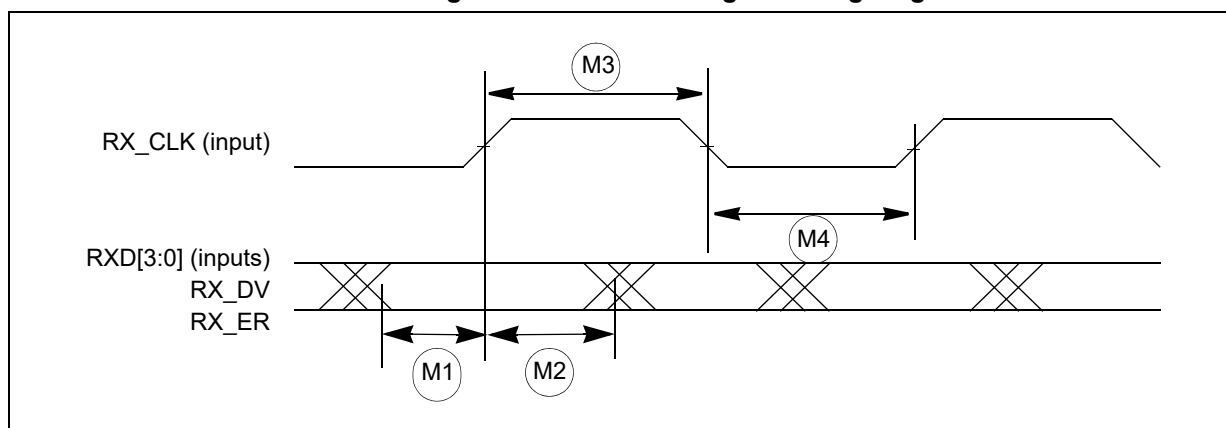 M3
RX_CLK (input)
M4
RXD[3:0] (inputs)
RX_DV
RX_ER
M1
M2